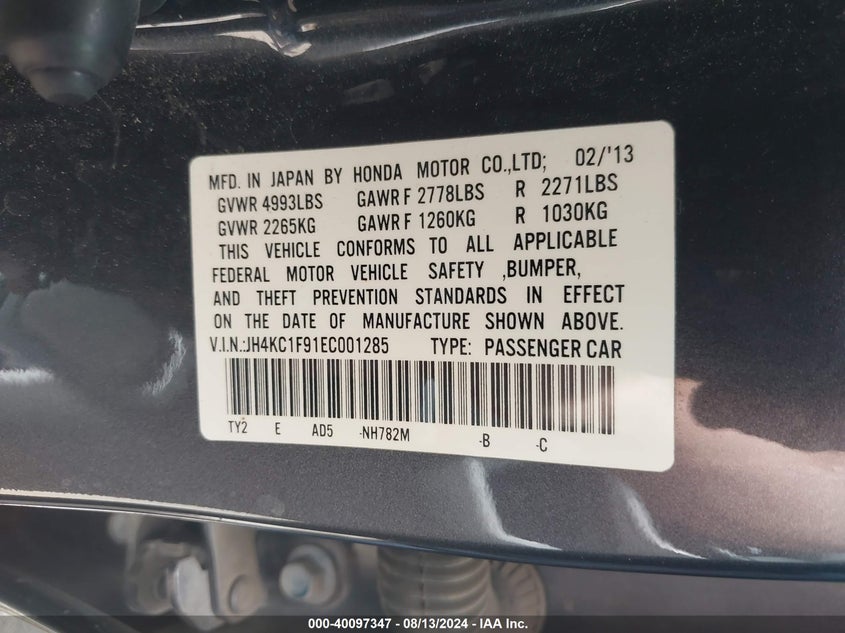 MFD. IN JAPAN BY HONDA MOTOR CO.,LTD; 02/'13
GVWR 4993LBS GAWR F 2778LBS R 2271LBS
GVWR 2265KG GAWR F 1260KG R 1030KG
THIS VEHICLE CONFORMS TO ALL APPLICABLE
FEDERAL MOTOR VEHICLE SAFETY ,BUMPER,
AND THEFT PREVENTION STANDARDS IN EFFECT
ON THE DATE OF MANUFACTURE SHOWN ABOVE.
V.I.N.:JH4KC1F91EC001285 TYPE: PASSENGER CAR
TY2 E AD5 -NH782M -B -C
000-40097347 - 08/13/2024 - IAA Inc.